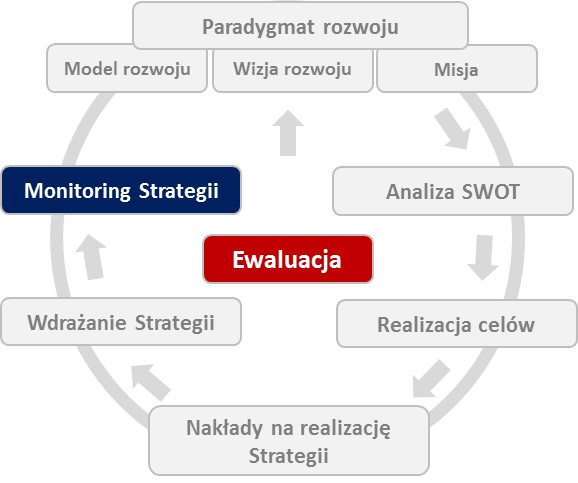 Paradygmat rozwoju
Model rozwoju
Wizja rozwoju
Misja
Monitoring Strategii
Analiza SWOT
Ewaluacja
Wdrażanie Strategii
Realizacja celów
Nakłady na realizację
Strategii